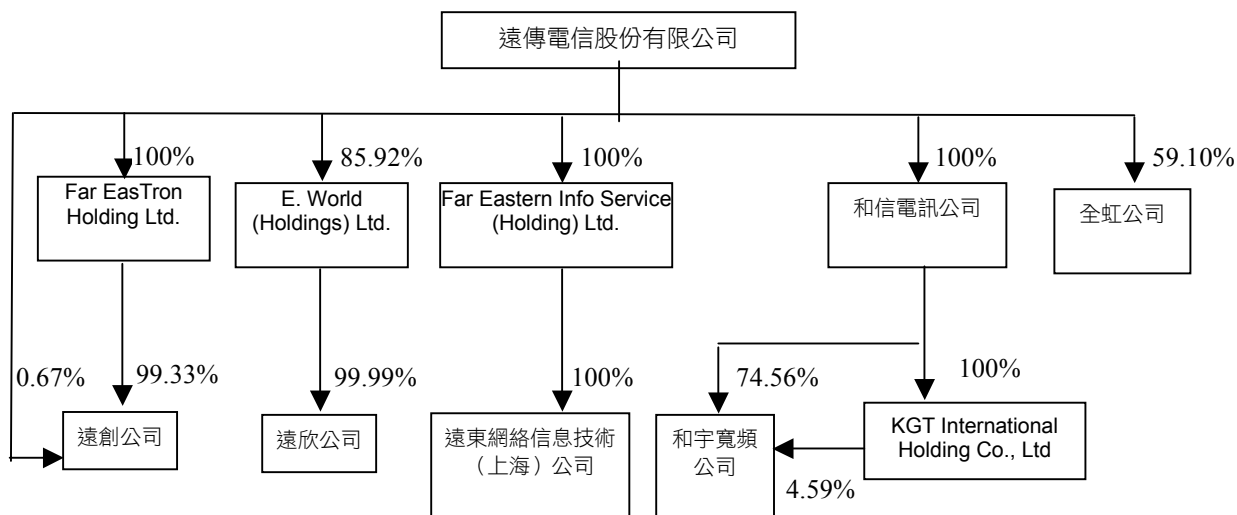 遠傳電信股份有限公司
100%
85.92%
100%
100%
59.10%
Far EasTron
Holding Ltd.
E. World
(Holdings) Ltd.
Far Eastern Info Service
(Holding) Ltd.
和信電訊公司
全虹公司
0.67%
99.33%
99.99%
100%
74.56%
100%
遠創公司
遠欣公司
遠東網絡信息技術
（上海）公司
和宇寬頻
公司
KGT International
Holding Co., Ltd
4.59%